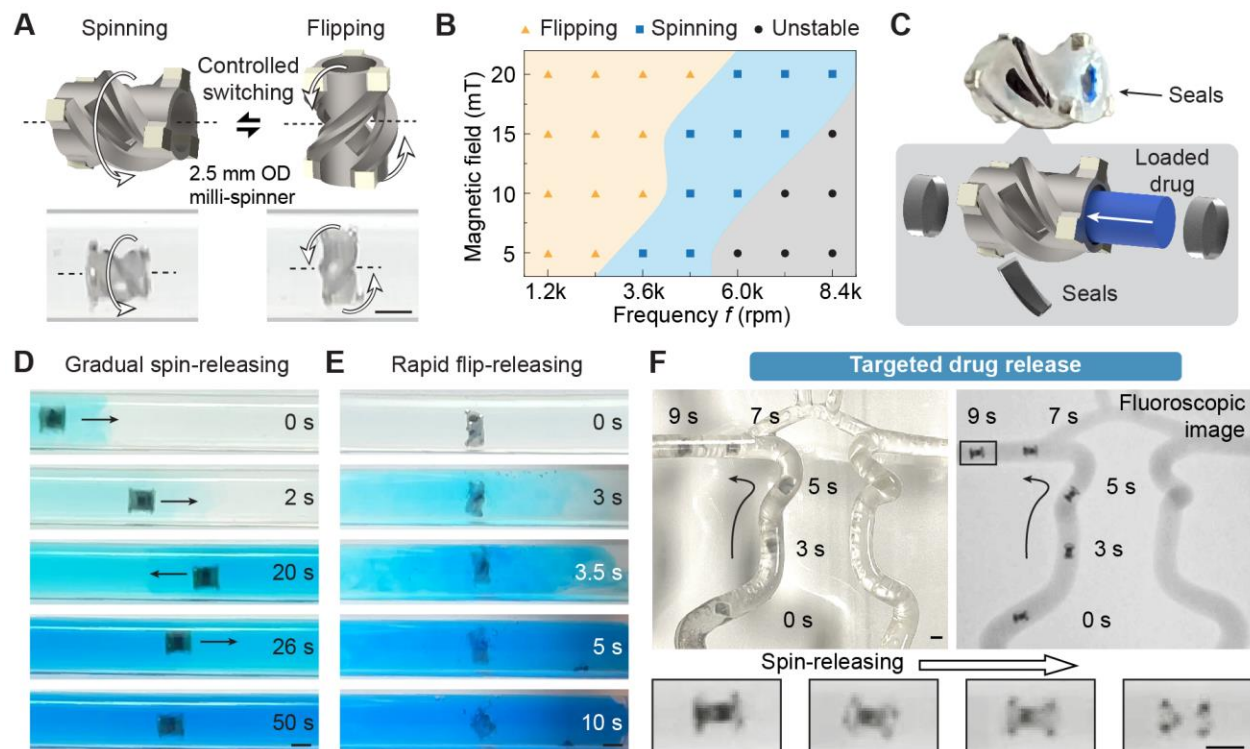 A
Spinning
Flipping
Controlled
switching
2.5 mm OD
milli-spinner
B
Flipping
Spinning
Unstable
Magnetic field (mT)
20
15
10
5
1.2k
3.6k
6.0k
8.4k
Frequency f (rpm)
C
Seals
Loaded
drug
Seals
D
Gradual spin-releasing
0 s
2 s
20 s
26 s
50 s
E
Rapid flip-releasing
0 s
3 s
3.5 s
5 s
10 s
F
Targeted drug release
9 s
7 s
5 s
3 s
0 s
Fluoroscopic
image
9 s
7 s
5 s
3 s
0 s
Spin-releasing